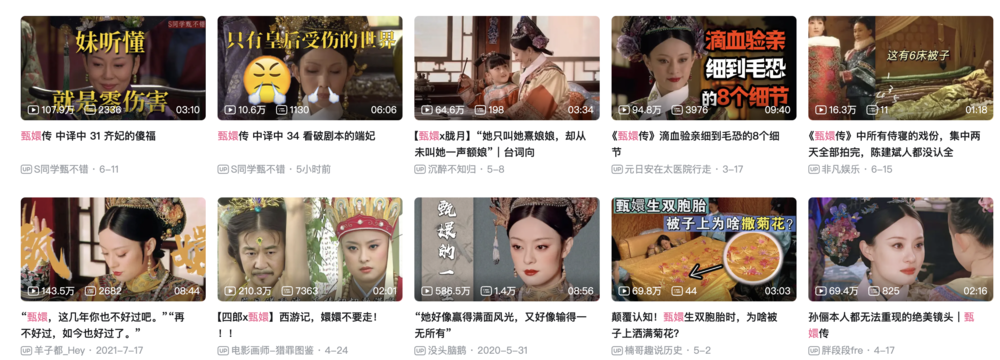 S同学甄不错
妹听懂
就是零伤害
107.9万 2336 03:10
甄嬛传 中译中 31 齐妃的傻福
UP S同学甄不错 · 6-11
只有皇后受伤的世界
10.6万 1130 06:06
甄嬛传 中译中 34 看破剧本的端妃
UP S同学甄不错 · 5小时前
64.6万 198 03:34
【甄嬛x胧月】“她只叫她熹娘娘，却从
未叫她一声额娘”｜台词向
UP 沉醉不知归 · 5-8
滴血验亲
细到毛恐
的8个细节
94.8万 3976 09:40
《甄嬛传》滴血验亲细到毛恐的8个细
节
UP 元日安在太医院行走 · 3-17
这有6床被子
16.3万 11 01:18
《甄嬛传》中所有侍寝的戏份，集中两
天全部拍完，陈建斌人都没认全
UP 非凡娱乐 · 6-15
甄嬛
143.5万 2682 08:44
“甄嬛，这几年你也不好过吧。”“再
不好过，如今也好过了。”
UP 羊子都_Hey · 2021-7-17
210.3万 7363 02:01
【四郎x甄嬛】西游记，嬛嬛不要走！
！！
UP 电影画师-猎罪图鉴 · 4-24
甄嬛的一
586.5万 1.4万 08:56
“她好像赢得满面风光，又好像输得一
无所有”
UP 没头脑鹅 · 2020-5-31
甄嬛生双胞胎
被子上为啥撒菊花？
69.8万 44 03:03
颠覆认知！甄嬛生双胞胎时，为啥被
子上洒满菊花？
UP 楠哥趣说历史 · 5-2
69.4万 825 02:16
孙俪本人都无法重现的绝美镜头｜甄
嬛传
UP 胖段段fre · 4-17